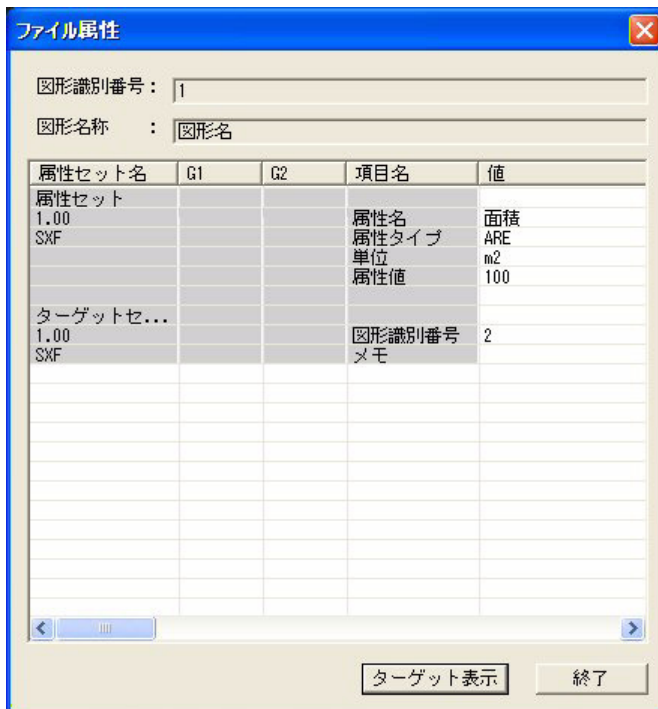 ファイル属性
図形識別番号： 1
図形名称　　： 図形名
属性セット名 G1 G2 項目名 値
属性セット
1.00 属性名 面積
SXF 属性タイプ ARE
単位 m2
属性値 100
ターゲットセ...
1.00 図形識別番号 2
SXF メモ
ターゲット表示 終了